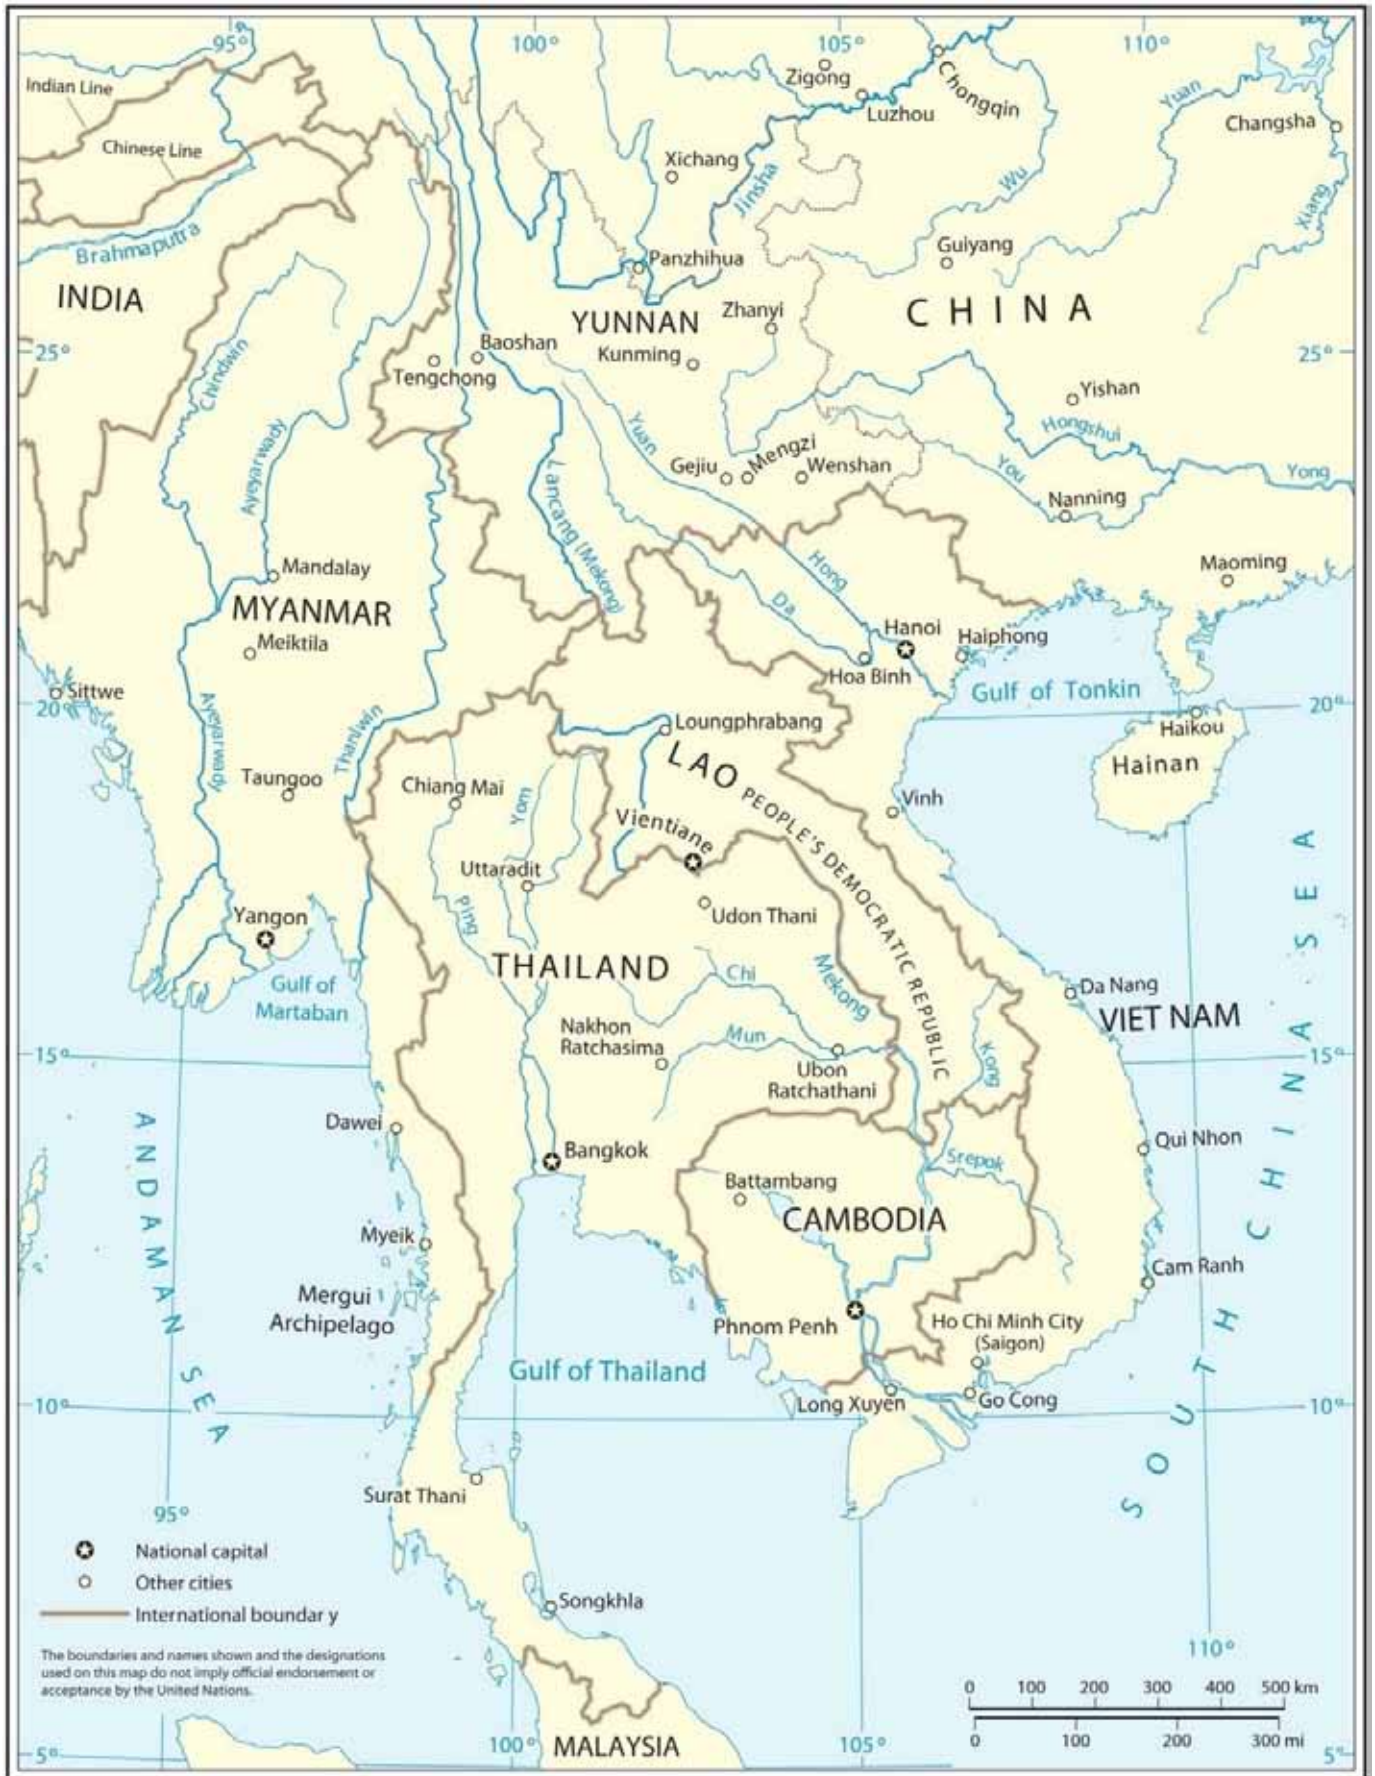 95°
100°
105°
110°
Indian Line
Chinese Line
Zigong
Luzhou
Chongqin
Yuan
Changsha
Xichang
Jinsha
Wu
Xiang
Brahmaputra
Panzhihua
Guiyang
INDIA
YUNNAN
Zhanyi
CHINA
25°
Chindwin
Baoshan
Tengchong
Kunming
25°
Yishan
Ayeyarwady
Yuan
Hongshui
Gejiu
Mengzi
Wenshan
You
Yong
Lancang (Mekong)
Nanning
Mandalay
Hong
Maoming
MYANMAR
Da
Meiktila
Hanoi
Haiphong
Hoa Binh
Sittwe
20°
Gulf of Tonkin
20°
Ayeyarwady
Thanlwin
Loungphrabang
Haikou
Hainan
Taungoo
Chiang Mai
Yom
LAO PEOPLE'S DEMOCRATIC REPUBLIC
Vinh
Vientiane
Uttaradit
Ping
Udon Thani
Yangon
THAILAND
Chi
Mekong
Gulf of
Martaban
Da Nang
VIET NAM
Nakhon
Ratchasima
Mun
Kong
15°
Ubon
Ratchathani
15°
Dawei
Bangkok
Qui Nhon
Srepok
Battambang
ANDAMAN SEA
CAMBODIA
Myeik
Cam Ranh
Mergui
Archipelago
Phnom Penh
Ho Chi Minh City
(Saigon)
SOUTH CHINA SEA
Gulf of Thailand
Long Xuyen
Go Cong
10°
10°
Surat Thani
95°
National capital
Other cities
International boundar y
Songkhla
The boundaries and names shown and the designations
used on this map do not imply official endorsement or
acceptance by the United Nations.
110°
0 100 200 300 400 500 km
0 100 200 300 mi
5°
100°
MALAYSIA
105°
5°